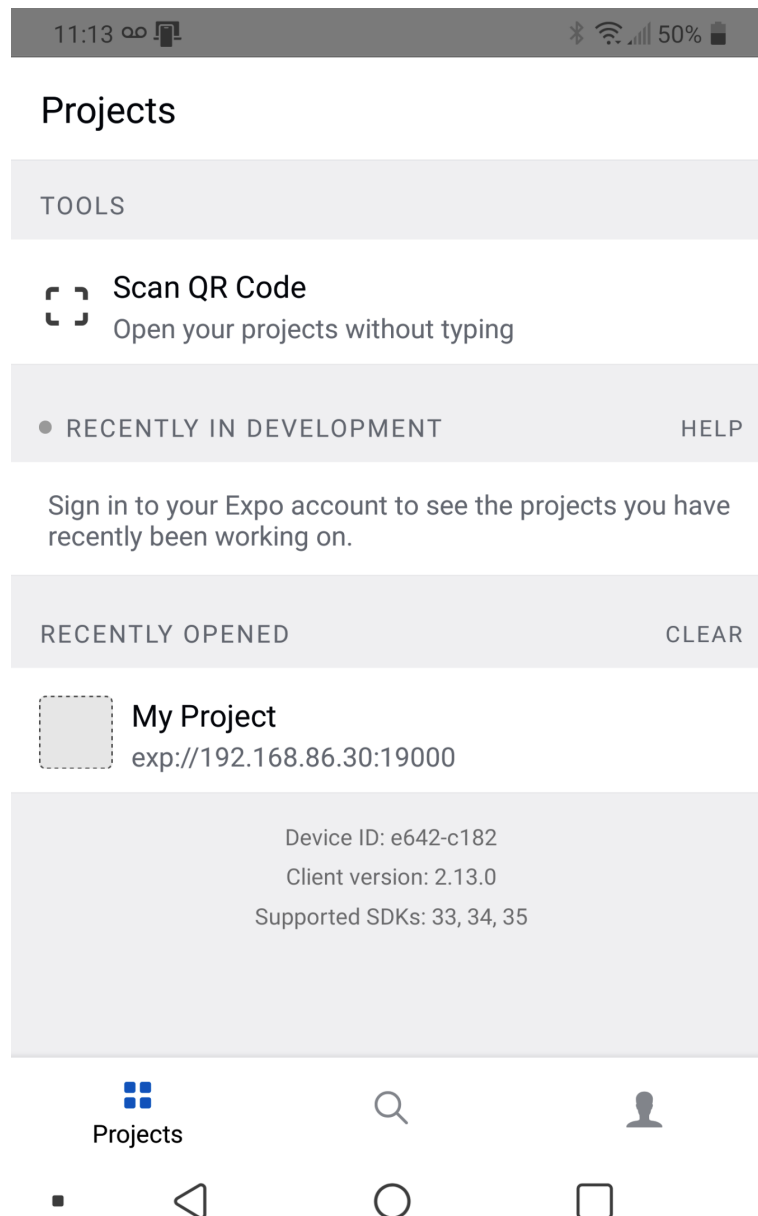 11:13 50%
Projects
TOOLS
Scan QR Code
Open your projects without typing
RECENTLY IN DEVELOPMENT HELP
Sign in to your Expo account to see the projects you have
recently been working on.
RECENTLY OPENED CLEAR
My Project
exp://192.168.86.30:19000
Device ID: e642-c182
Client version: 2.13.0
Supported SDKs: 33, 34, 35
Projects